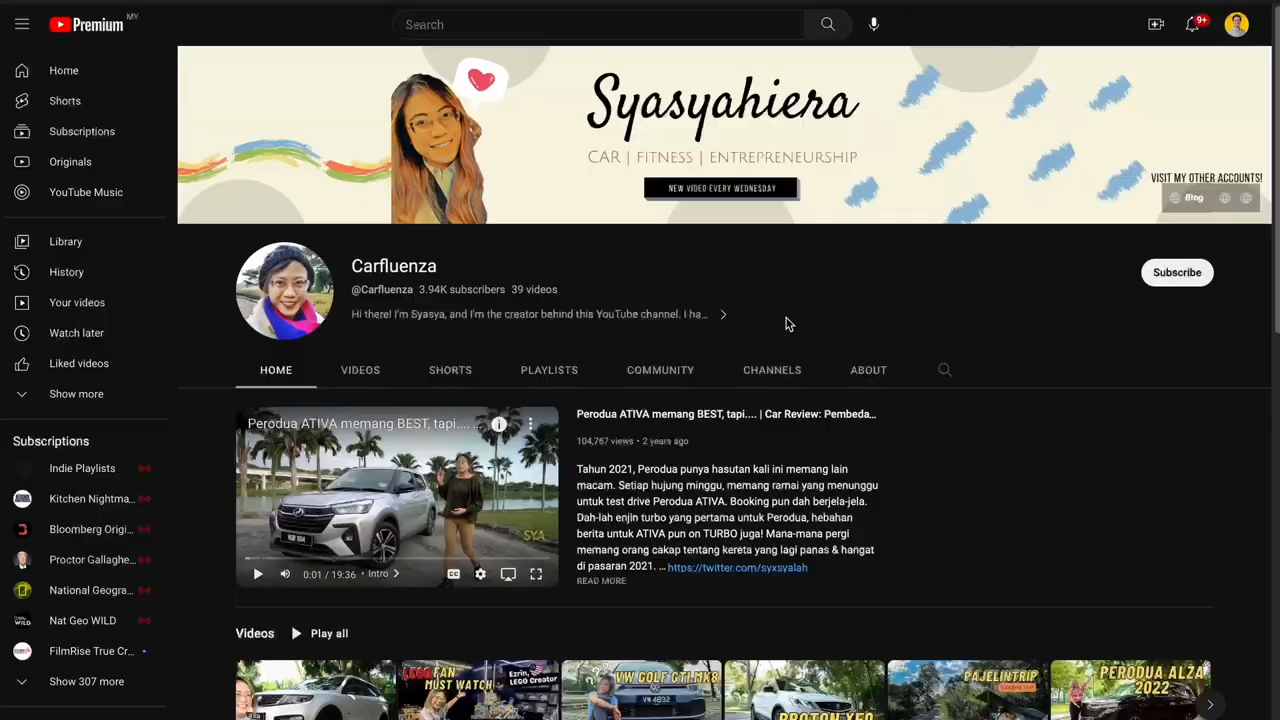 Premium MY
Search
9+
Home
Shorts
Subscriptions
Originals
YouTube Music
Library
History
Your videos
Watch later
Liked videos
Show more
Subscriptions
Indie Playlists
Kitchen Nightma...
Bloomberg Origi...
Proctor Gallaghe...
National Geogra...
Nat Geo WILD
FilmRise True Cr...
Show 307 more
Syasyahiera
CAR | FITNESS | ENTREPRENEURSHIP
NEW VIDEO EVERY WEDNESDAY
VISIT MY OTHER ACCOUNTS!
Blog
Carfluenza
@Carfluenza 3.94K subscribers 39 videos
Hi there! I'm Syasya, and I'm the creator behind this YouTube channel. I ha...
Subscribe
HOME VIDEOS SHORTS PLAYLISTS COMMUNITY CHANNELS ABOUT
Perodua ATIVA memang BEST, tapi.... ...
SYA
0:01 / 19:36 • Intro
Perodua ATIVA memang BEST, tapi.... | Car Review: Pembeda...
104,767 views • 2 years ago
Tahun 2021, Perodua punya hasutan kali ini memang lain
macam. Setiap hujung minggu, memang ramai yang menunggu
untuk test drive Perodua ATIVA. Booking pun dah berjela-jela.
Dah-lah enjin turbo yang pertama untuk Perodua, hebahan
berita untuk ATIVA pun on TURBO juga! Mana-mana pergi
memang orang cakap tentang kereta yang lagi panas & hangat
di pasaran 2021. ... https://twitter.com/syxsyalah
READ MORE
Videos Play all
LEGO FAN
MUST WATCH
Ezrin,
LEGO Creator
VW GOLF GTI MK8
VW 4892
PROTON X50
PAJELINTRIP
PERODUA ALZA
2022